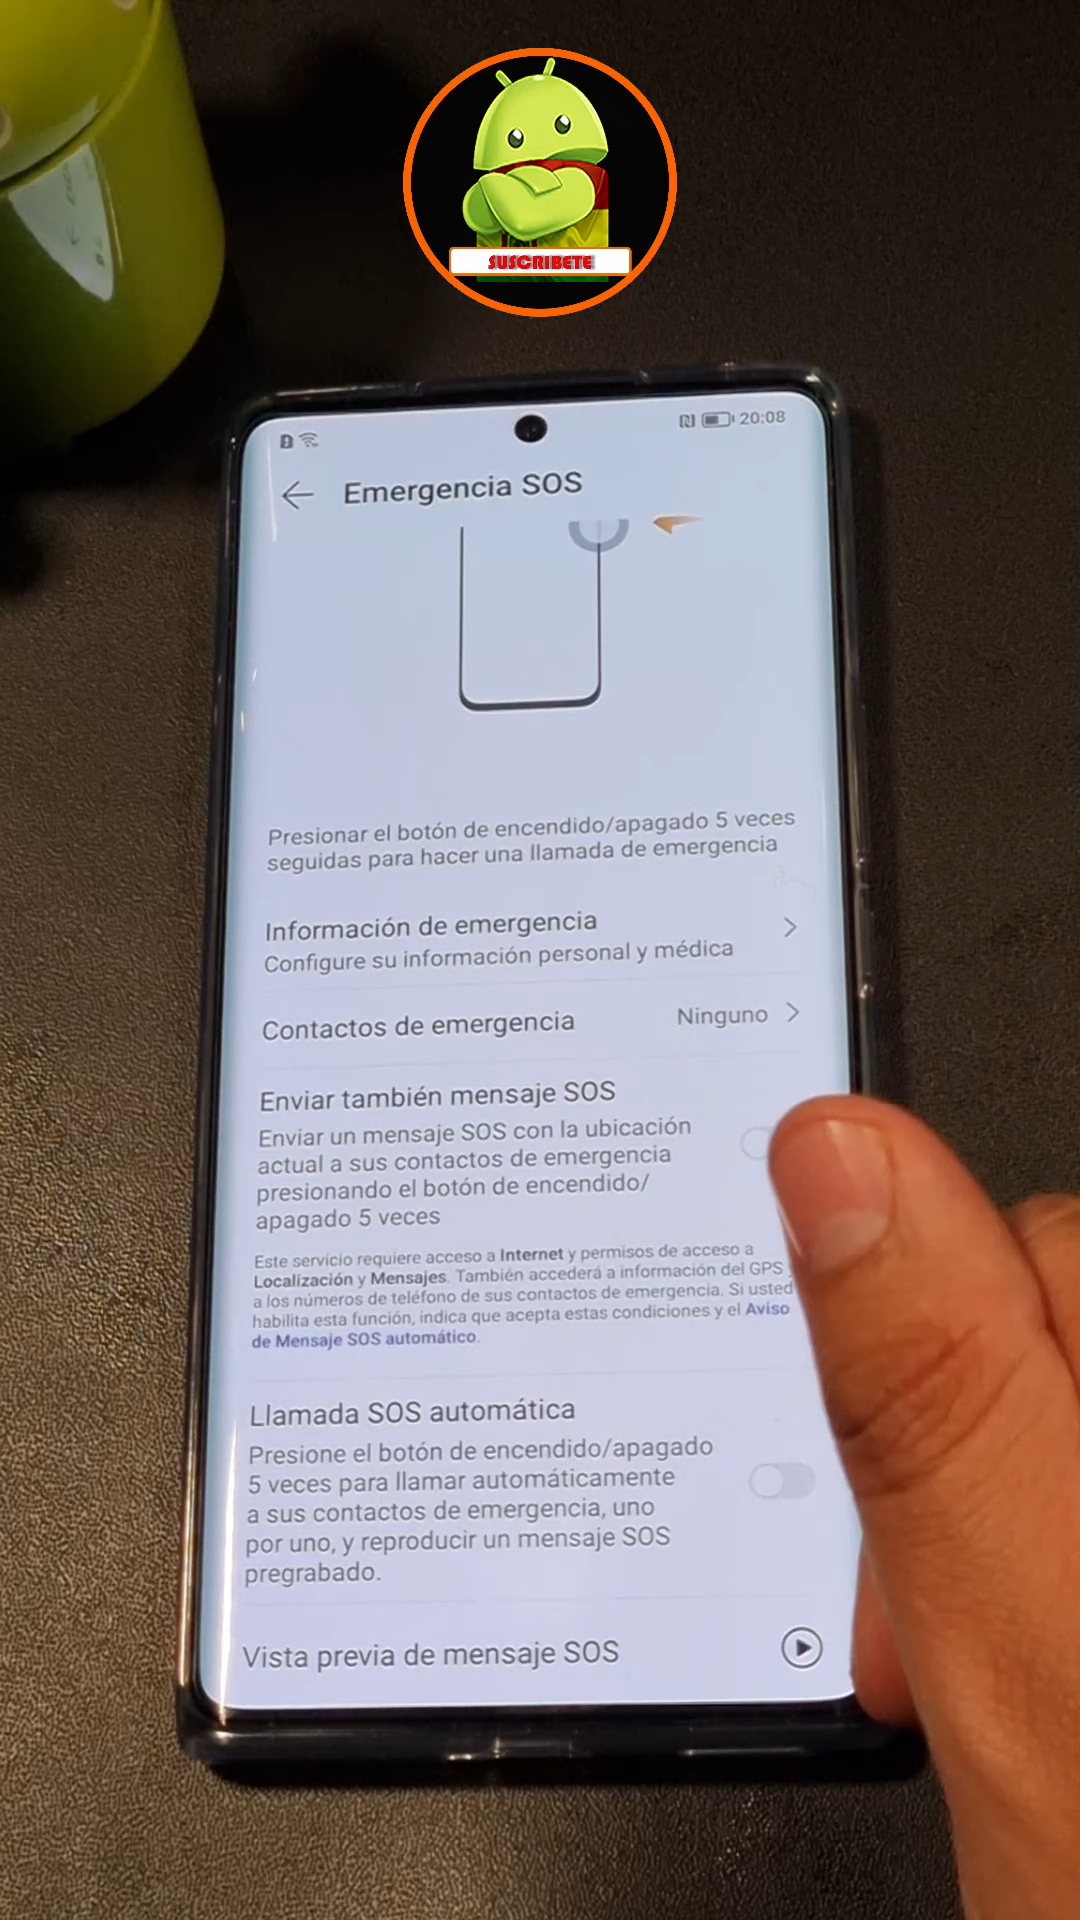 SUSCRIBETE
20:08
Emergencia SOS
Presionar el botón de encendido/apagado 5 veces
seguidas para hacer una llamada de emergencia
Información de emergencia
Configure su información personal y médica
Contactos de emergencia
Ninguno
Enviar también mensaje SOS
Enviar un mensaje SOS con la ubicación
actual a sus contactos de emergencia
presionando el botón de encendido/
apagado 5 veces
Este servicio requiere acceso a Internet y permisos de acceso a
Localización y Mensajes. También accederá a información del GPS y
a los números de teléfono de sus contactos de emergencia. Si usted
habilita esta función, indica que acepta estas condiciones y el Aviso
de Mensaje SOS automático.
Llamada SOS automática
Presione el botón de encendido/apagado
5 veces para llamar automáticamente
a sus contactos de emergencia, uno
por uno, y reproducir un mensaje SOS
pregrabado.
Vista previa de mensaje SOS